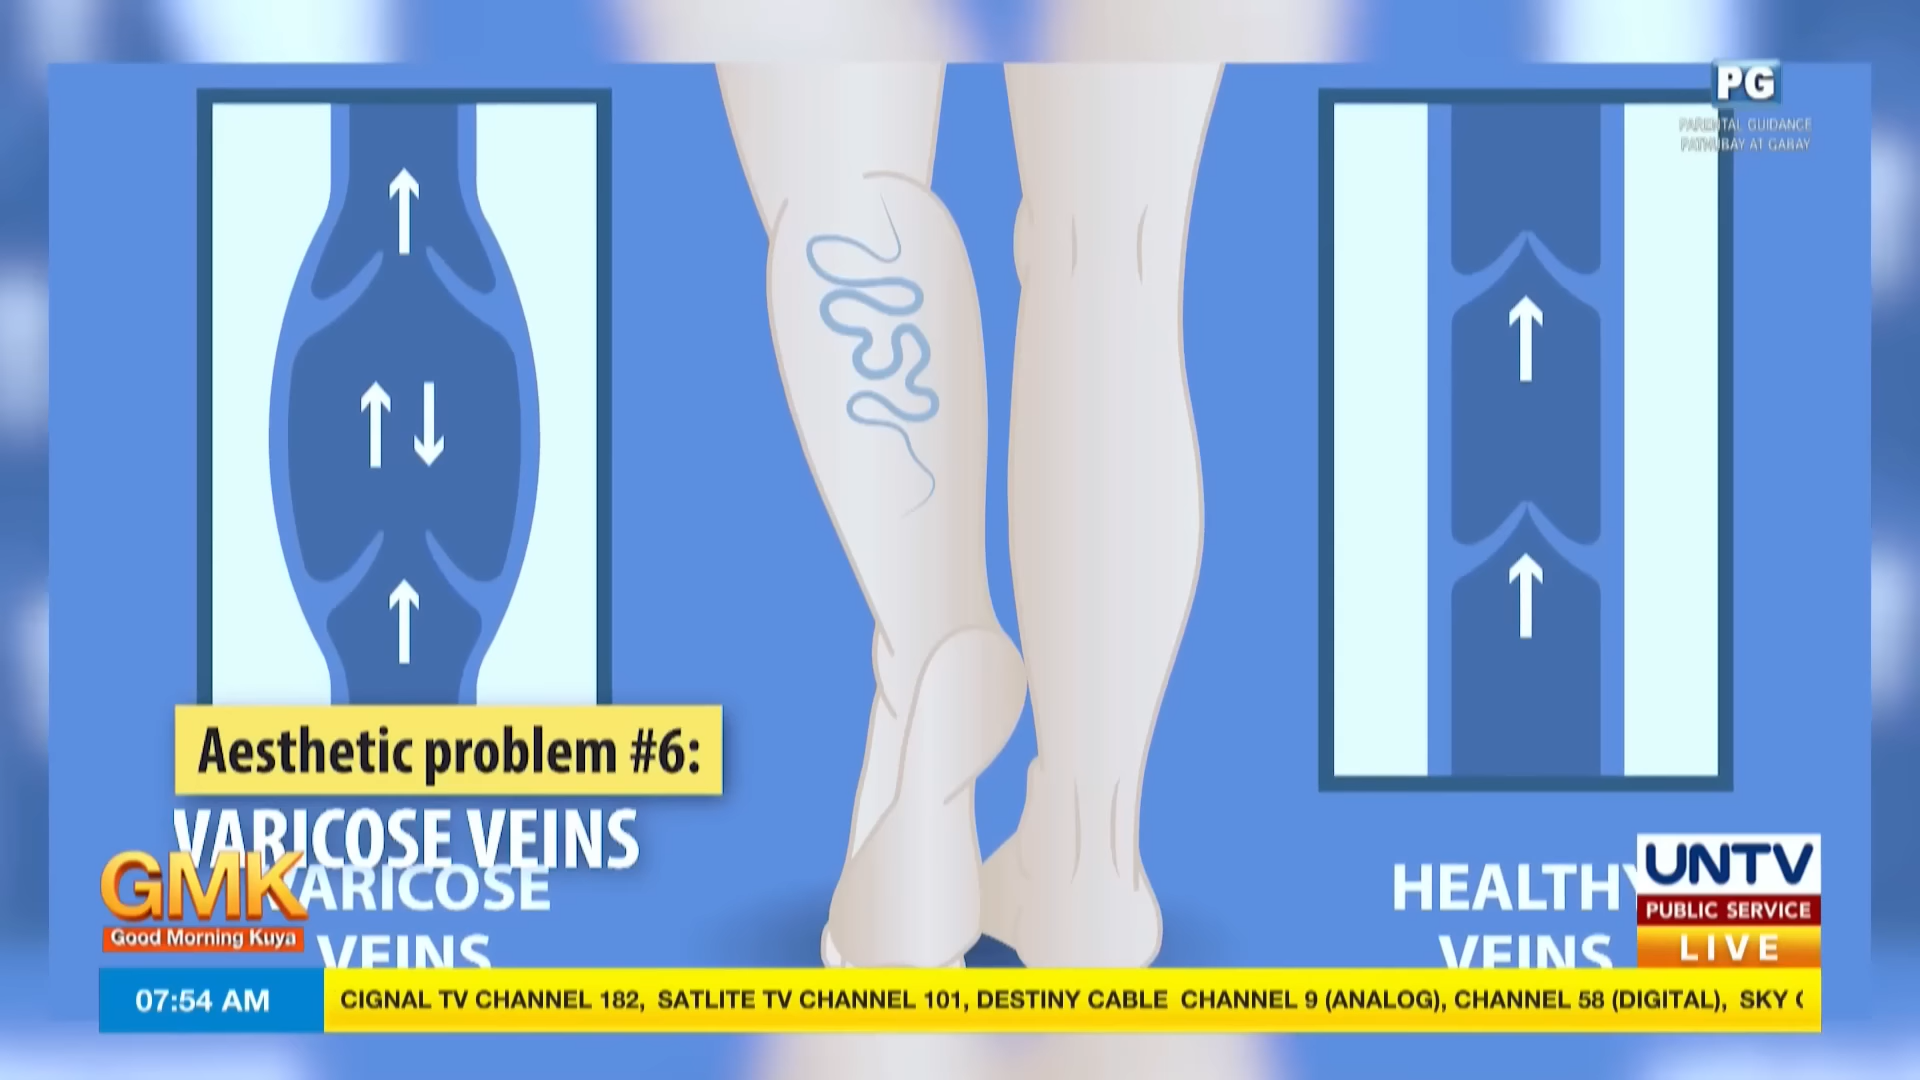 PG
PARENTAL GUIDANCE
PATNUBAY AT GABAY
Aesthetic problem #6:
VARICOSE VEINS
VARICOSE
VEINS
HEALTHY
VEINS
GMK
Good Morning Kuya
UNTV
PUBLIC SERVICE
LIVE
07:54 AM
CIGNAL TV CHANNEL 182, SATLITE TV CHANNEL 101, DESTINY CABLE CHANNEL 9 (ANALOG), CHANNEL 58 (DIGITAL), SKY